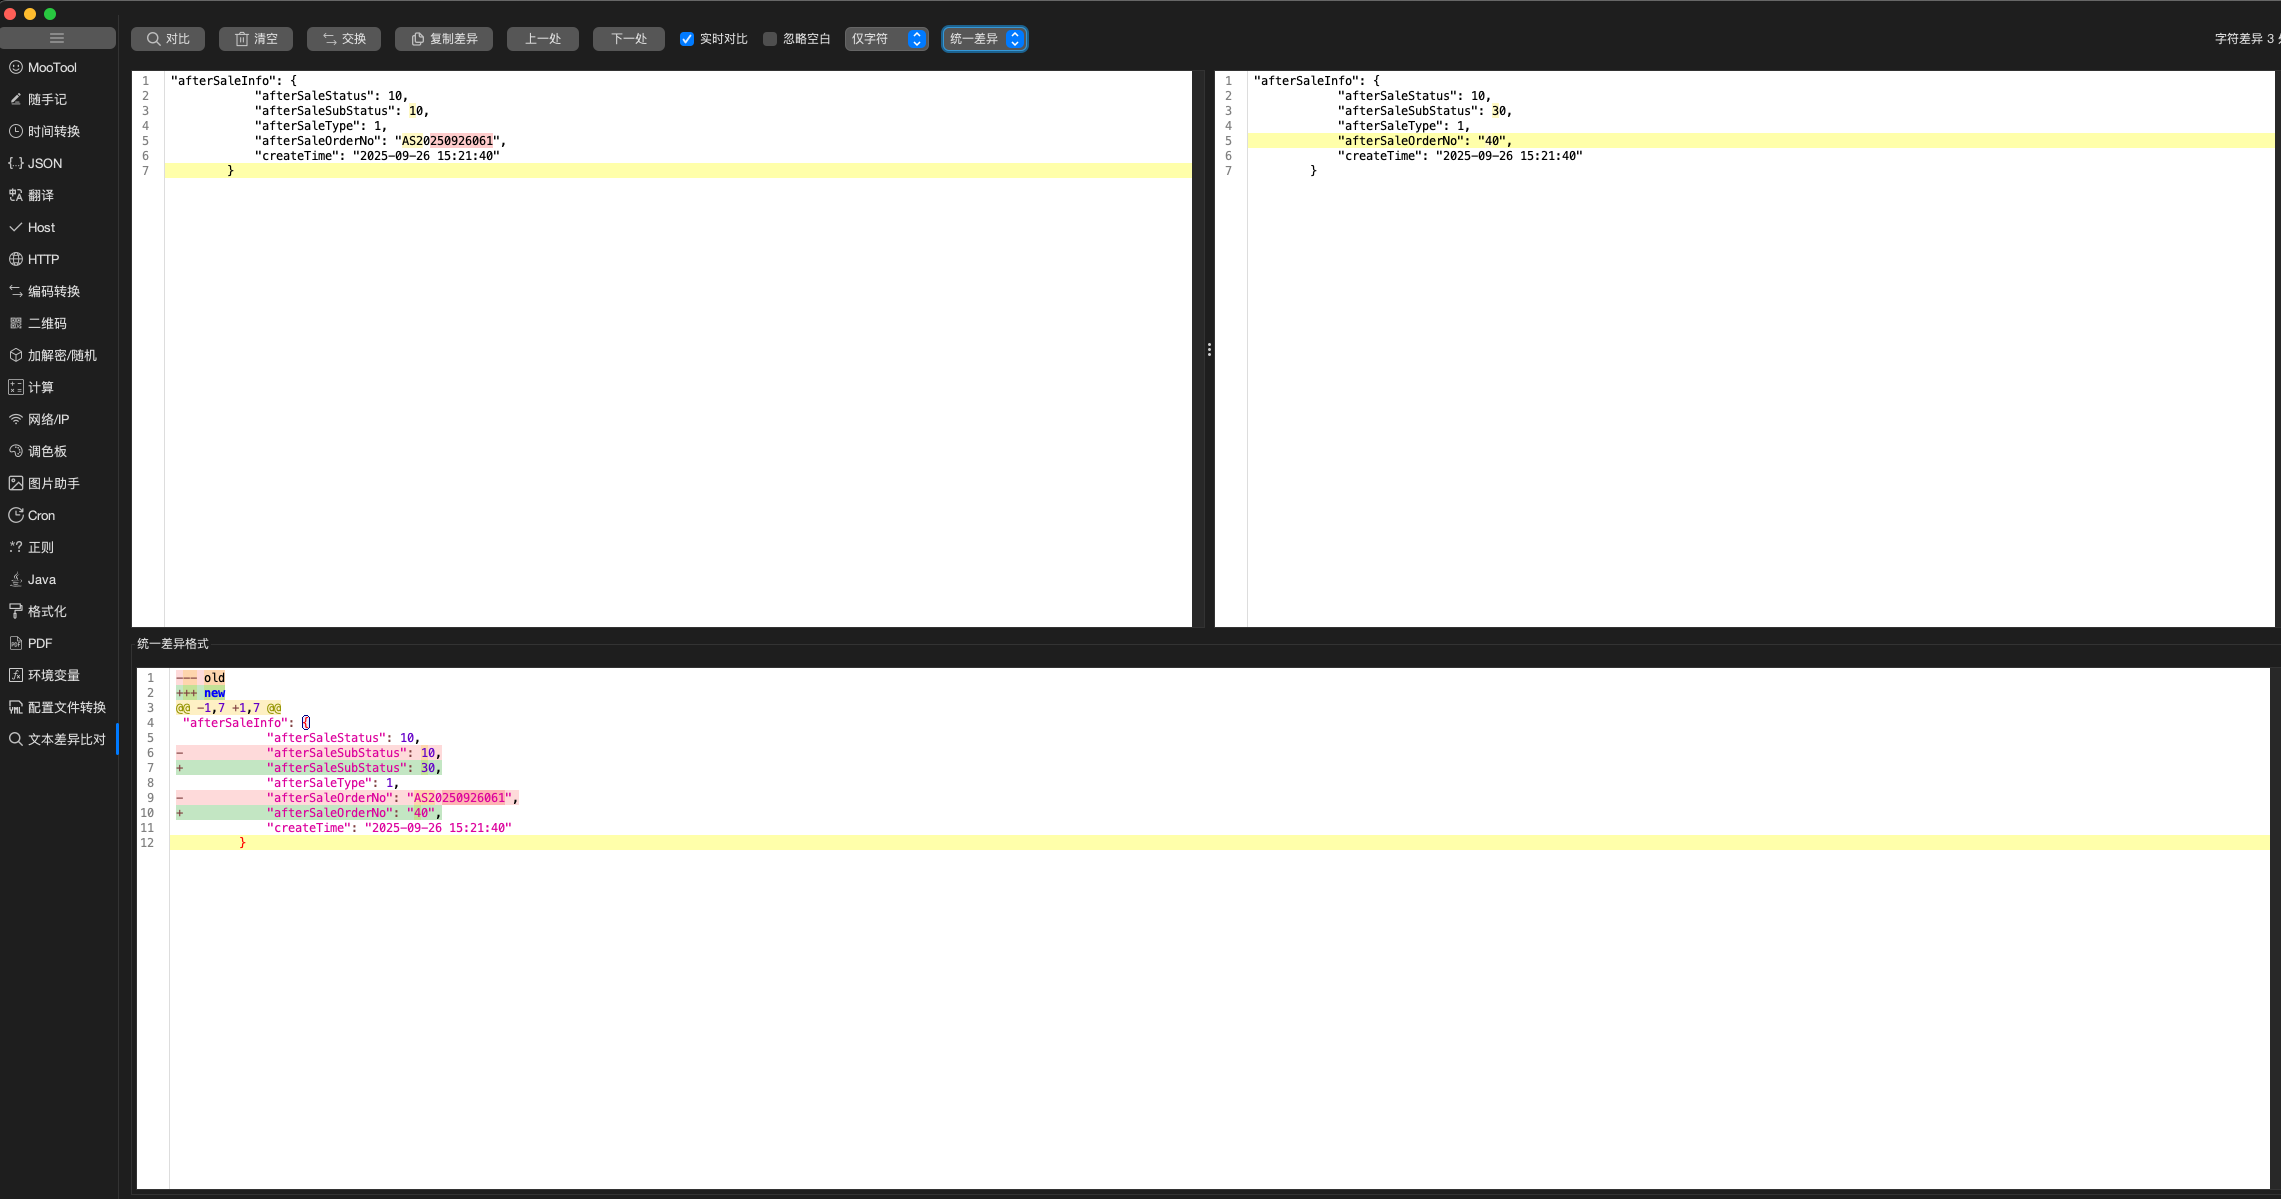 对比
清空
交换
复制差异
上一处
下一处
实时对比
忽略空白
仅字符
统一差异
字符差异 3
MooTool
随手记
时间转换
JSON
翻译
Host
HTTP
编码转换
二维码
加解密/随机
计算
网络/IP
调色板
图片助手
Cron
正则
Java
格式化
PDF
环境变量
配置文件转换
文本差异比对
1 "afterSaleInfo": {
2 "afterSaleStatus": 10,
3 "afterSaleSubStatus": 10,
4 "afterSaleType": 1,
5 "afterSaleOrderNo": "AS20250926061",
6 "createTime": "2025-09-26 15:21:40"
7 }
1 "afterSaleInfo": {
2 "afterSaleStatus": 10,
3 "afterSaleSubStatus": 30,
4 "afterSaleType": 1,
5 "afterSaleOrderNo": "40",
6 "createTime": "2025-09-26 15:21:40"
7 }
统一差异格式
1 --- old
2 +++ new
3 @@ -1,7 +1,7 @@
4 "afterSaleInfo": {
5 "afterSaleStatus": 10,
6 - "afterSaleSubStatus": 10,
7 + "afterSaleSubStatus": 30,
8 "afterSaleType": 1,
9 - "afterSaleOrderNo": "AS20250926061",
10 + "afterSaleOrderNo": "40",
11 "createTime": "2025-09-26 15:21:40"
12 }